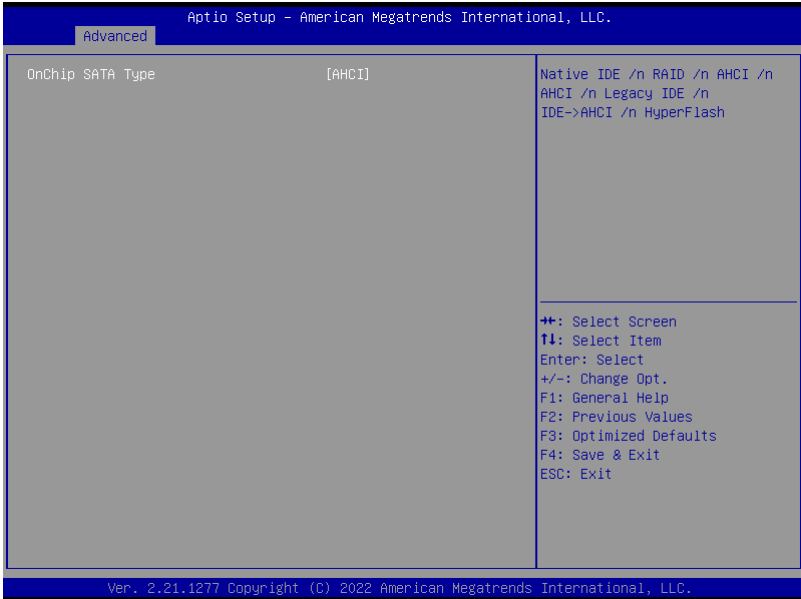 Aptio Setup – American Megatrends International, LLC.
Advanced
OnChip SATA Type [AHCI]
Native IDE /n RAID /n AHCI /n
AHCI /n Legacy IDE /n
IDE->AHCI /n HyperFlash
→←: Select Screen
↑↓: Select Item
Enter: Select
+/-: Change Opt.
F1: General Help
F2: Previous Values
F3: Optimized Defaults
F4: Save & Exit
ESC: Exit
Ver. 2.21.1277 Copyright (C) 2022 American Megatrends International, LLC.